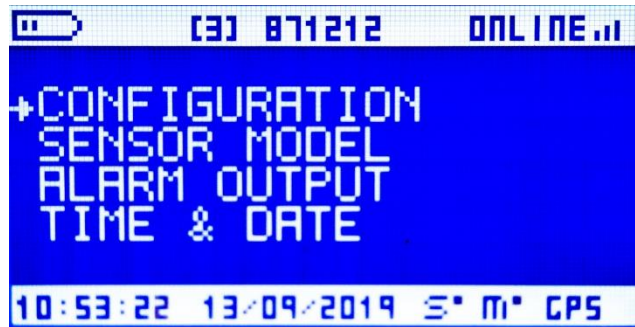 [3] 871212 ONLINE
CONFIGURATION
SENSOR MODEL
ALARM OUTPUT
TIME & DATE
10:53:22 13/09/2019 S° M° GPS